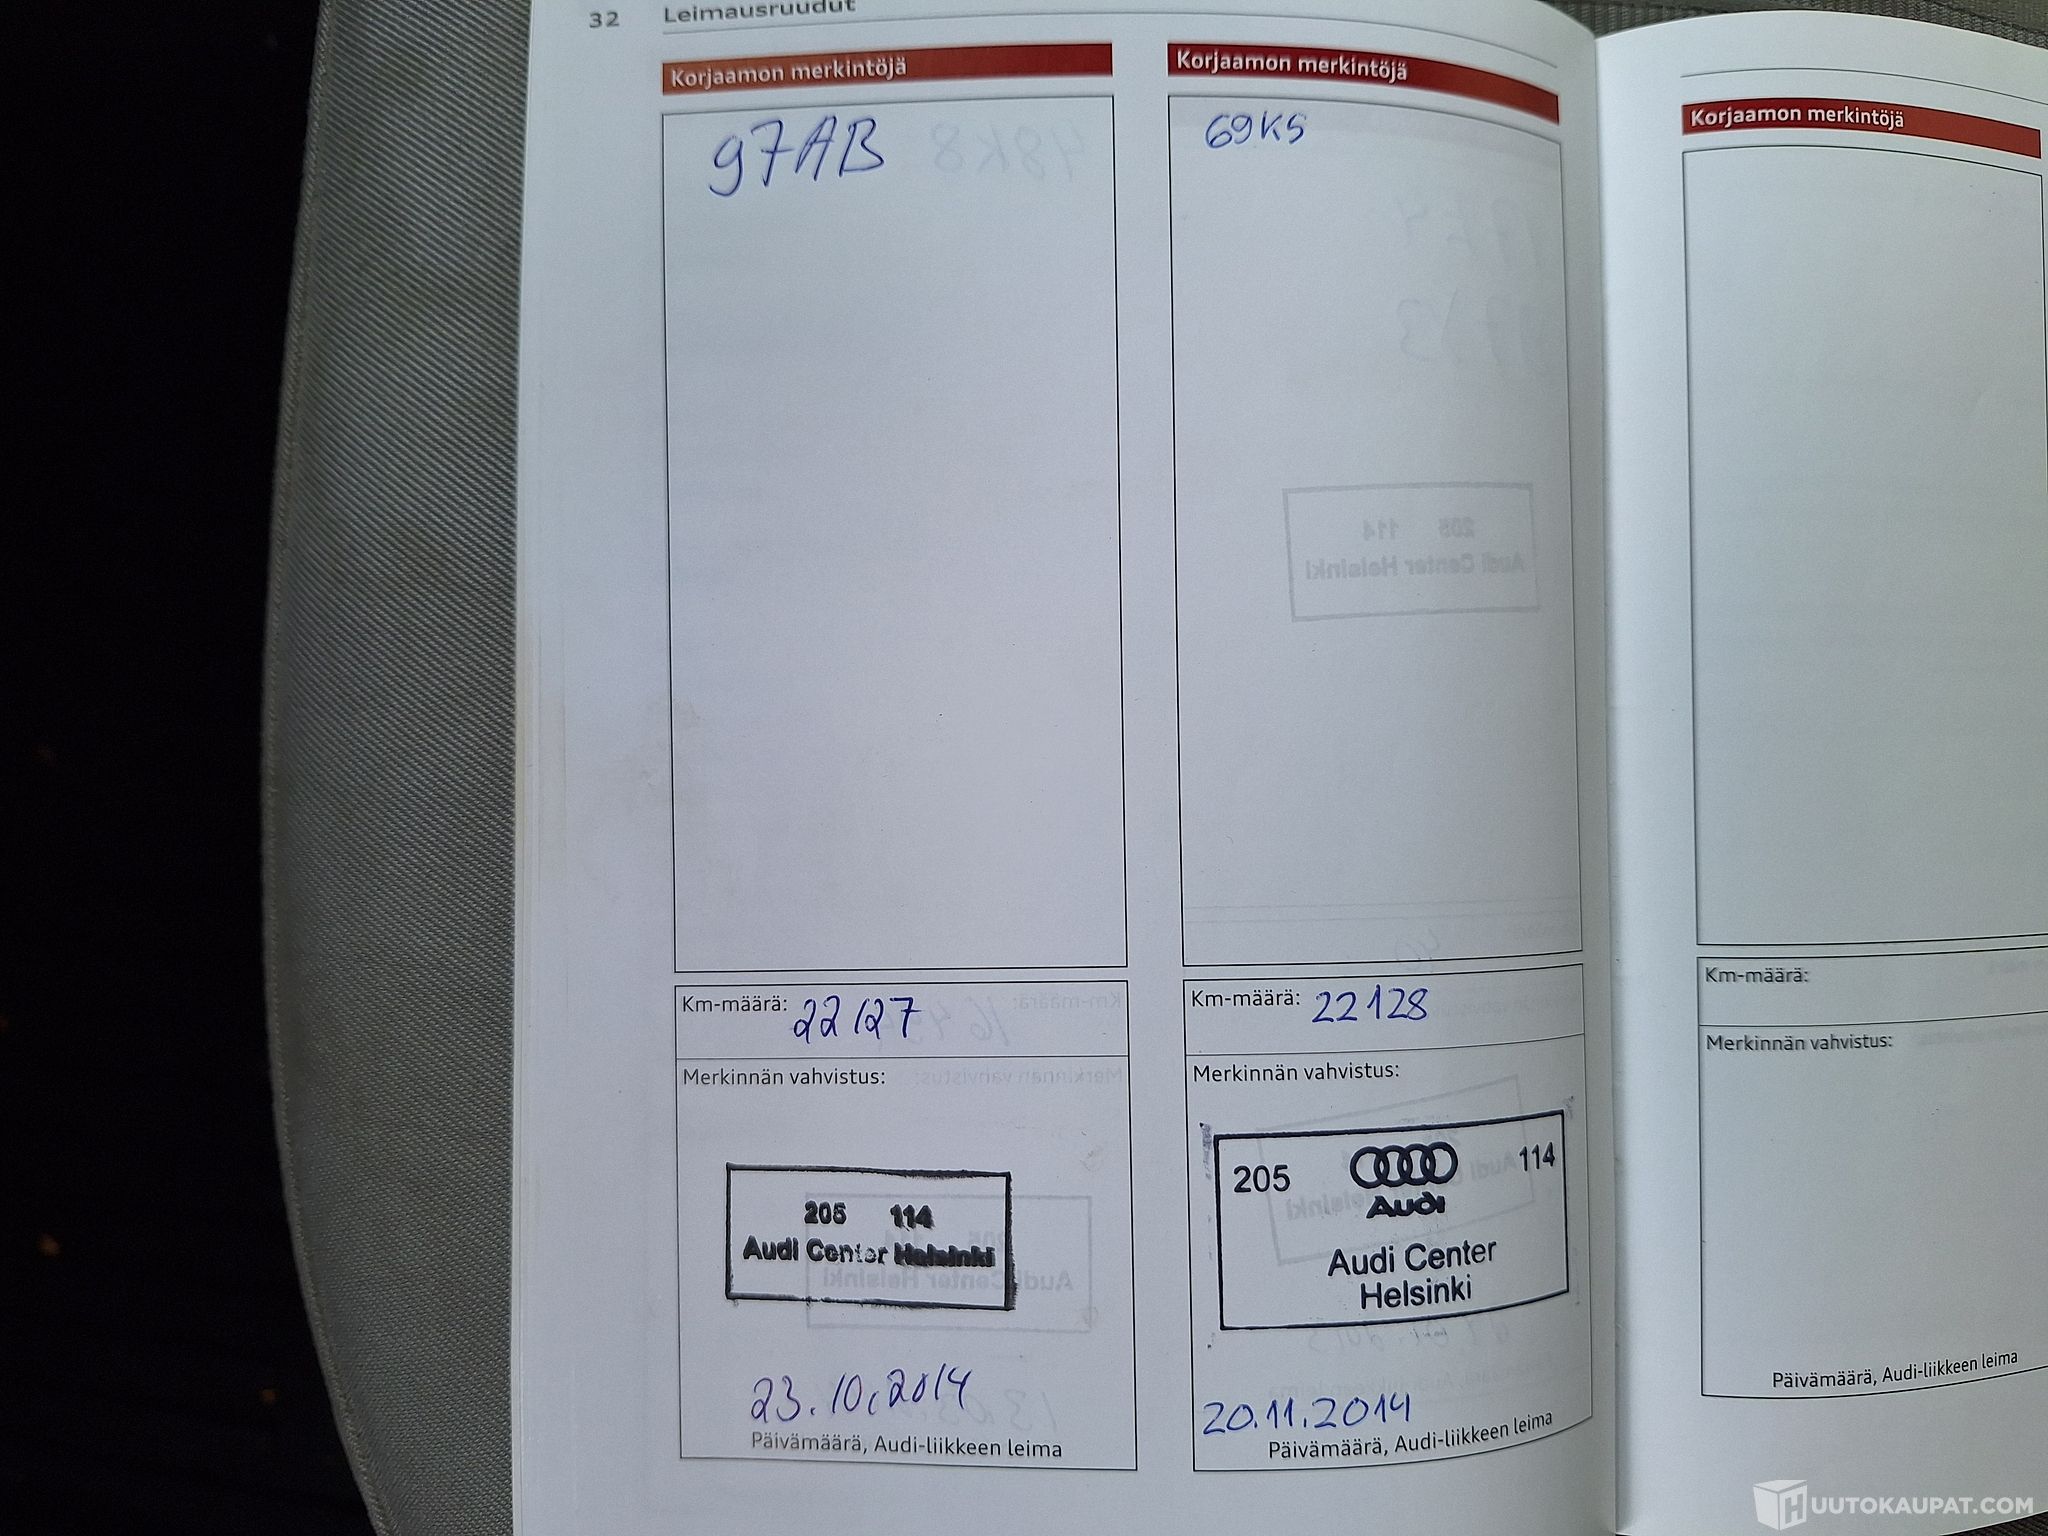 32 Leimausruudut
Korjaamon merkintöjä
97AB
Km-määrä: 22127
Merkinnän vahvistus:
205 114
Audi Center Helsinki
23.10.2014
Päivämäärä, Audi-liikkeen leima
Korjaamon merkintöjä
69K5
Km-määrä: 22128
Merkinnän vahvistus:
205 Audi 114
Audi Center
Helsinki
20.11.2014
Päivämäärä, Audi-liikkeen leima
Korjaamon merkintöjä
Km-määrä:
Merkinnän vahvistus:
Päivämäärä, Audi-liikkeen leima
HUUTOKAUPAT.COM